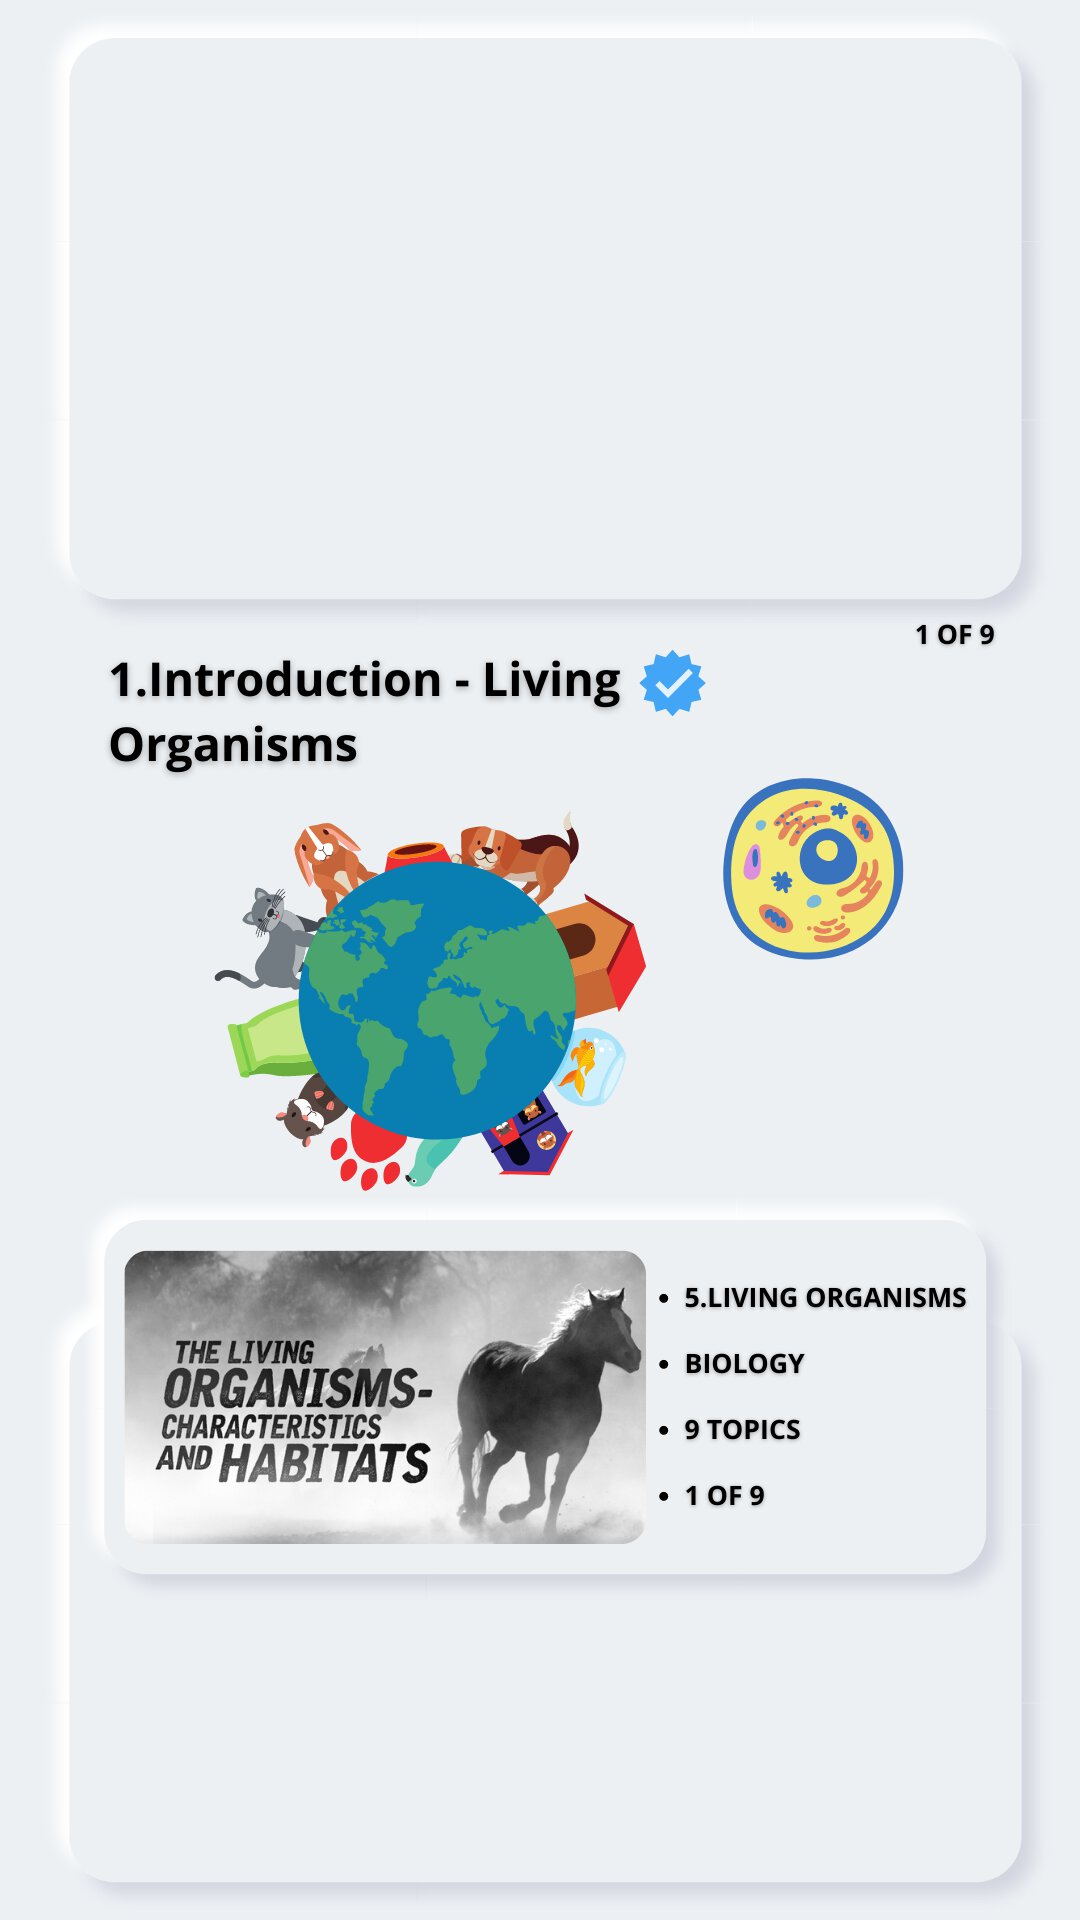 1 OF 9
1.Introduction - Living
Organisms
THE LIVING
ORGANISMS-
CHARACTERISTICS
AND HABITATS
• 5.LIVING ORGANISMS
• BIOLOGY
• 9 TOPICS
• 1 OF 9